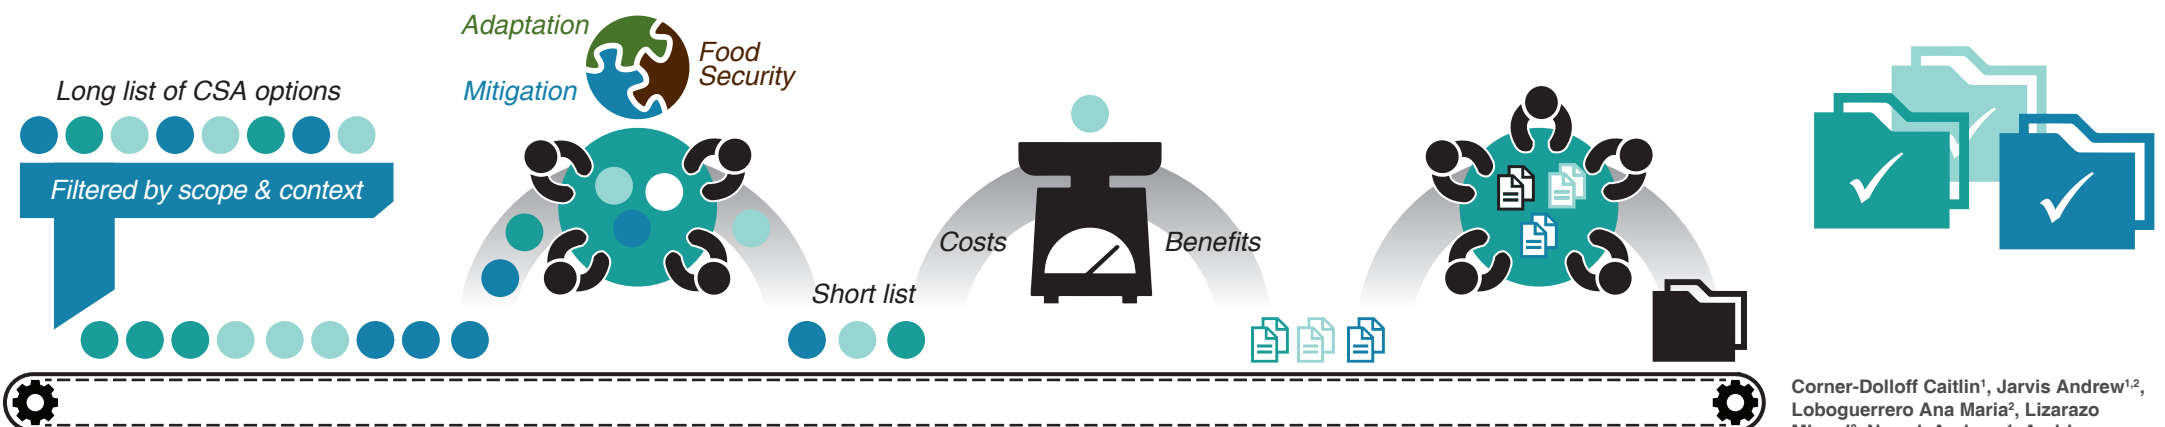 Adaptation
Food
Security
Mitigation
Long list of CSA options
Filtered by scope & context
Costs
Benefits
Short list
Corner-Dolloff Caitlin¹, Jarvis Andrew¹,²,
Loboguerrero Ana Maria², Lizarazo